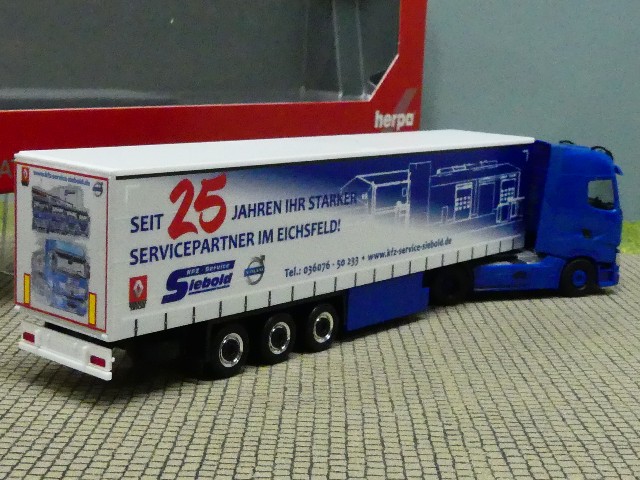 herpa
www.kfz-service-siebold.de
SEIT 25 JAHREN IHR STARKER
SERVICEPARTNER IM EICHSFELD!
KFZ - Service
Siebold
Tel.: 036076 - 50 233 • www.kfz-service-siebold.de